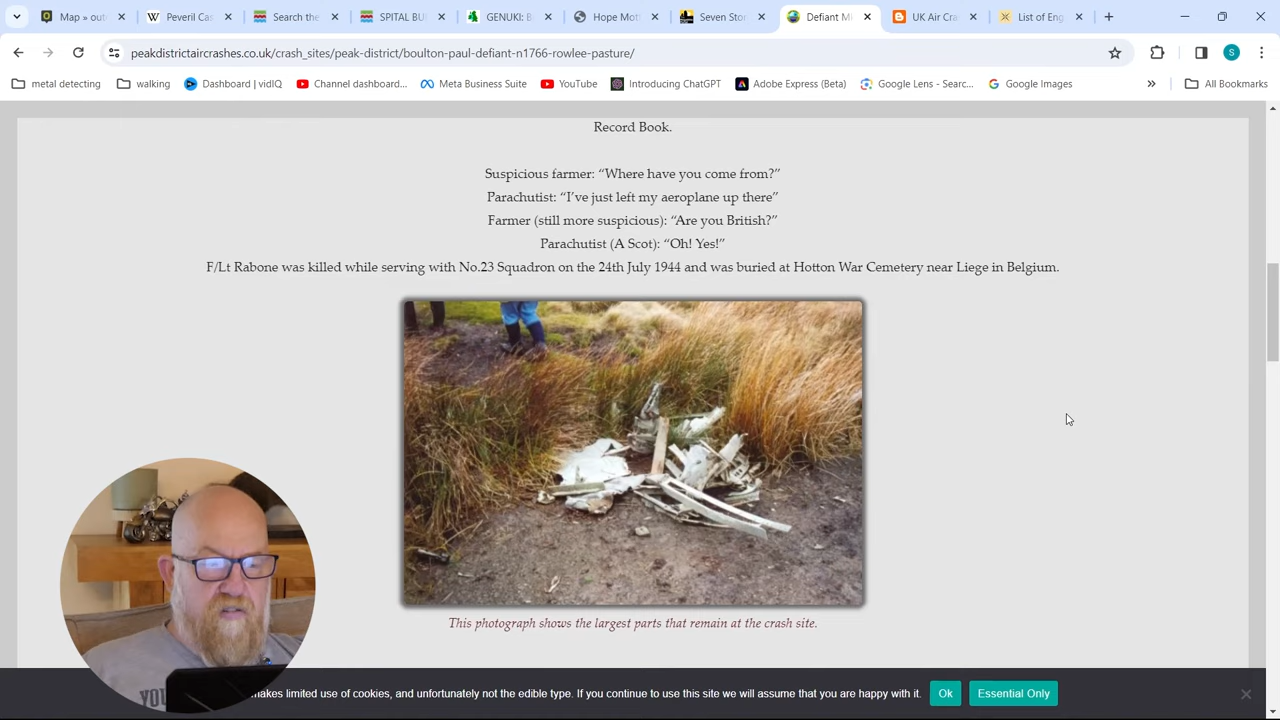 Map » out
Peveril Cas
Search the
SPITAL BU
GENUKI: B
Hope Mott
Seven Ston
Defiant M
UK Air Cra
List of Eng
peakdistrictaircrashes.co.uk/crash_sites/peak-district/boulton-paul-defiant-n1766-rowlee-pasture/
S
metal detecting
walking
Dashboard | vidIQ
Channel dashboard...
Meta Business Suite
YouTube
Introducing ChatGPT
Adobe Express (Beta)
Google Lens - Searc...
Google Images
All Bookmarks
Record Book.
Suspicious farmer: “Where have you come from?”
Parachutist: “I’ve just left my aeroplane up there”
Farmer (still more suspicious): “Are you British?”
Parachutist (A Scot): “Oh! Yes!”
F/Lt Rabone was killed while serving with No.23 Squadron on the 24th July 1944 and was buried at Hotton War Cemetery near Liege in Belgium.
This photograph shows the largest parts that remain at the crash site.
makes limited use of cookies, and unfortunately not the edible type. If you continue to use this site we will assume that you are happy with it.
Ok
Essential Only
YOU